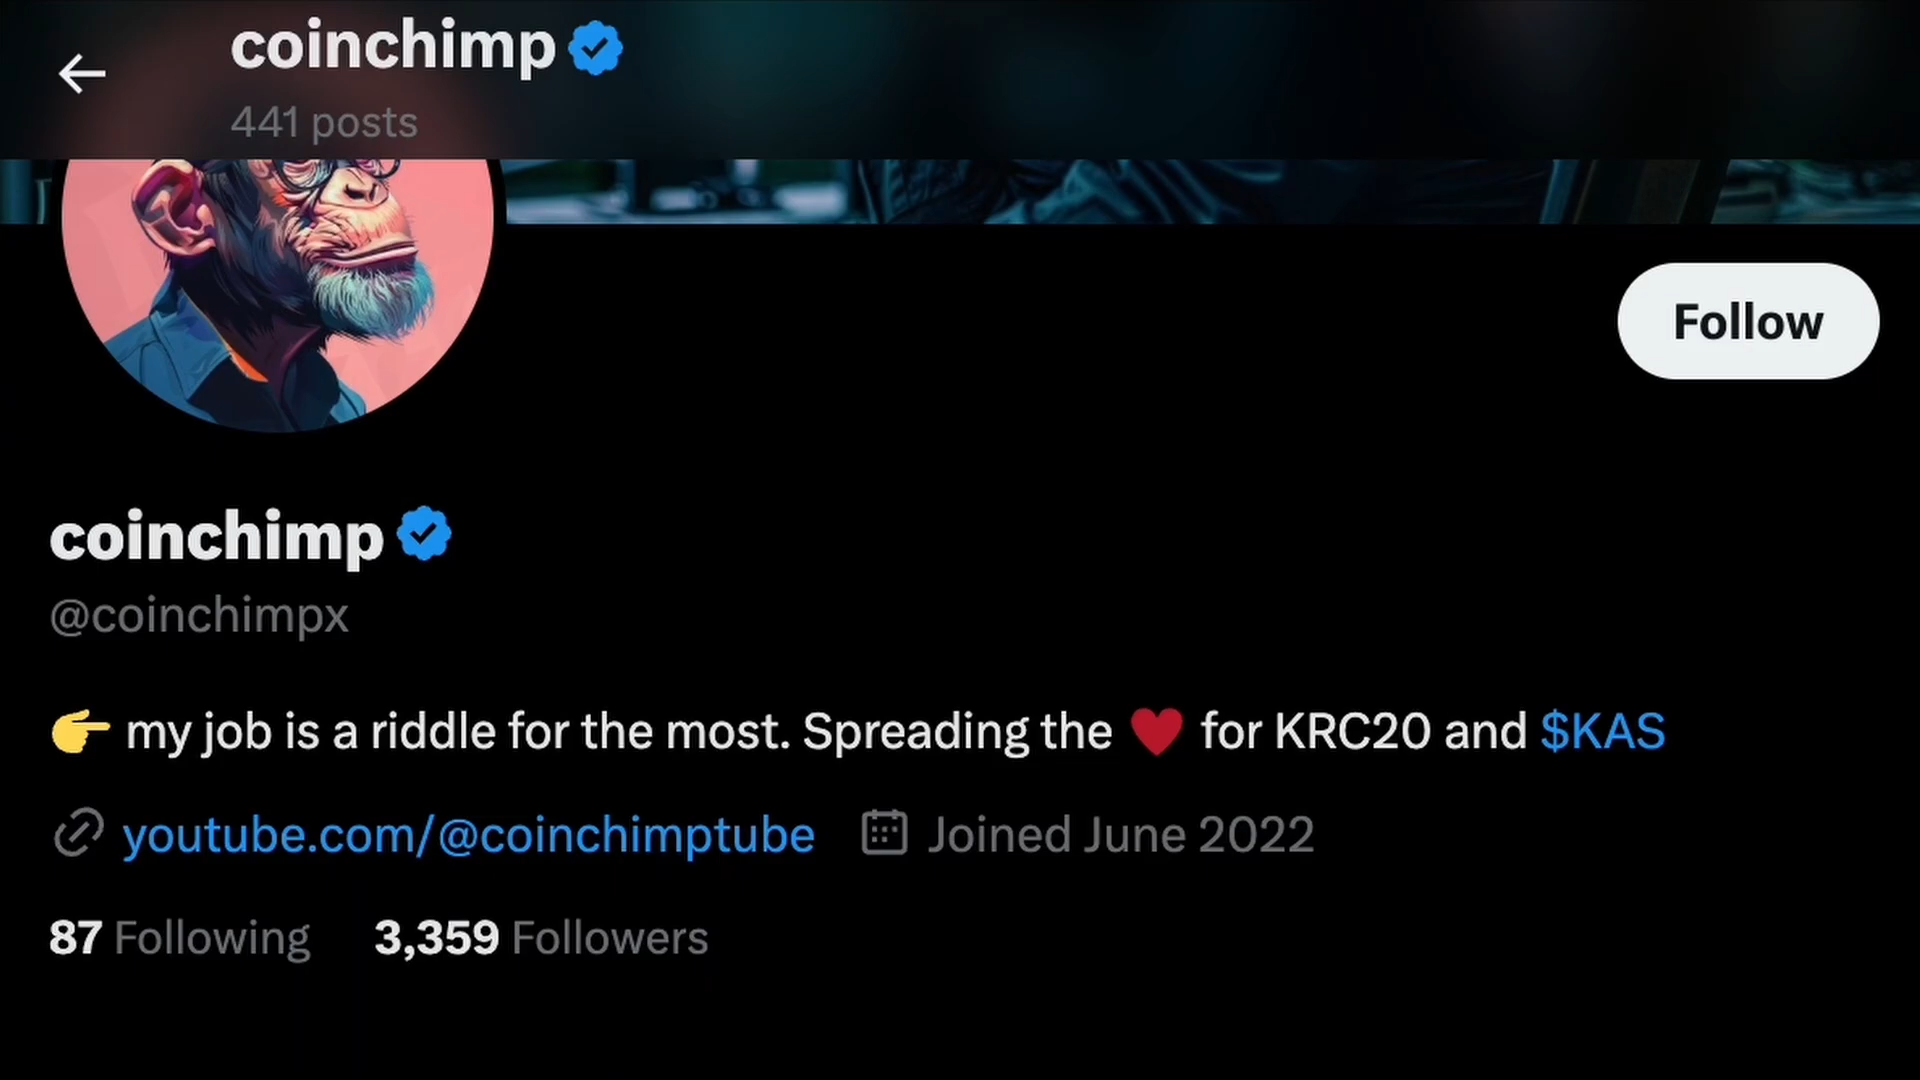 coinchimp
441 posts
Follow
coinchimp
@coinchimpx
👉 my job is a riddle for the most. Spreading the ❤️ for KRC20 and $KAS
youtube.com/@coinchimptube Joined June 2022
87 Following 3,359 Followers